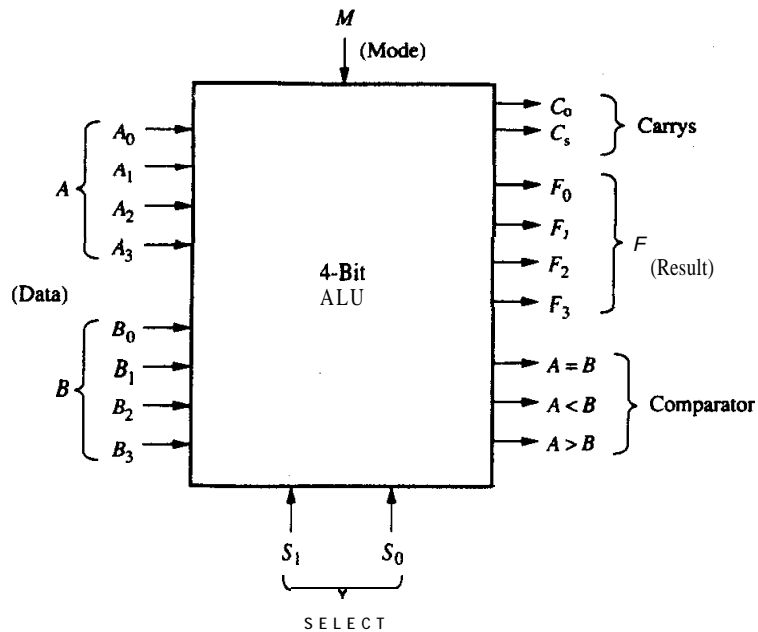 M
(Mode)
C₀
Cₛ
Carrys
A
A₀
A₁
A₂
A₃
F₀
F₁
F₂
F₃
F
(Result)
4-Bit
ALU
(Data)
B
B₀
B₁
B₂
B₃
A = B
A < B
A > B
Comparator
S₁ S₀
SELECT